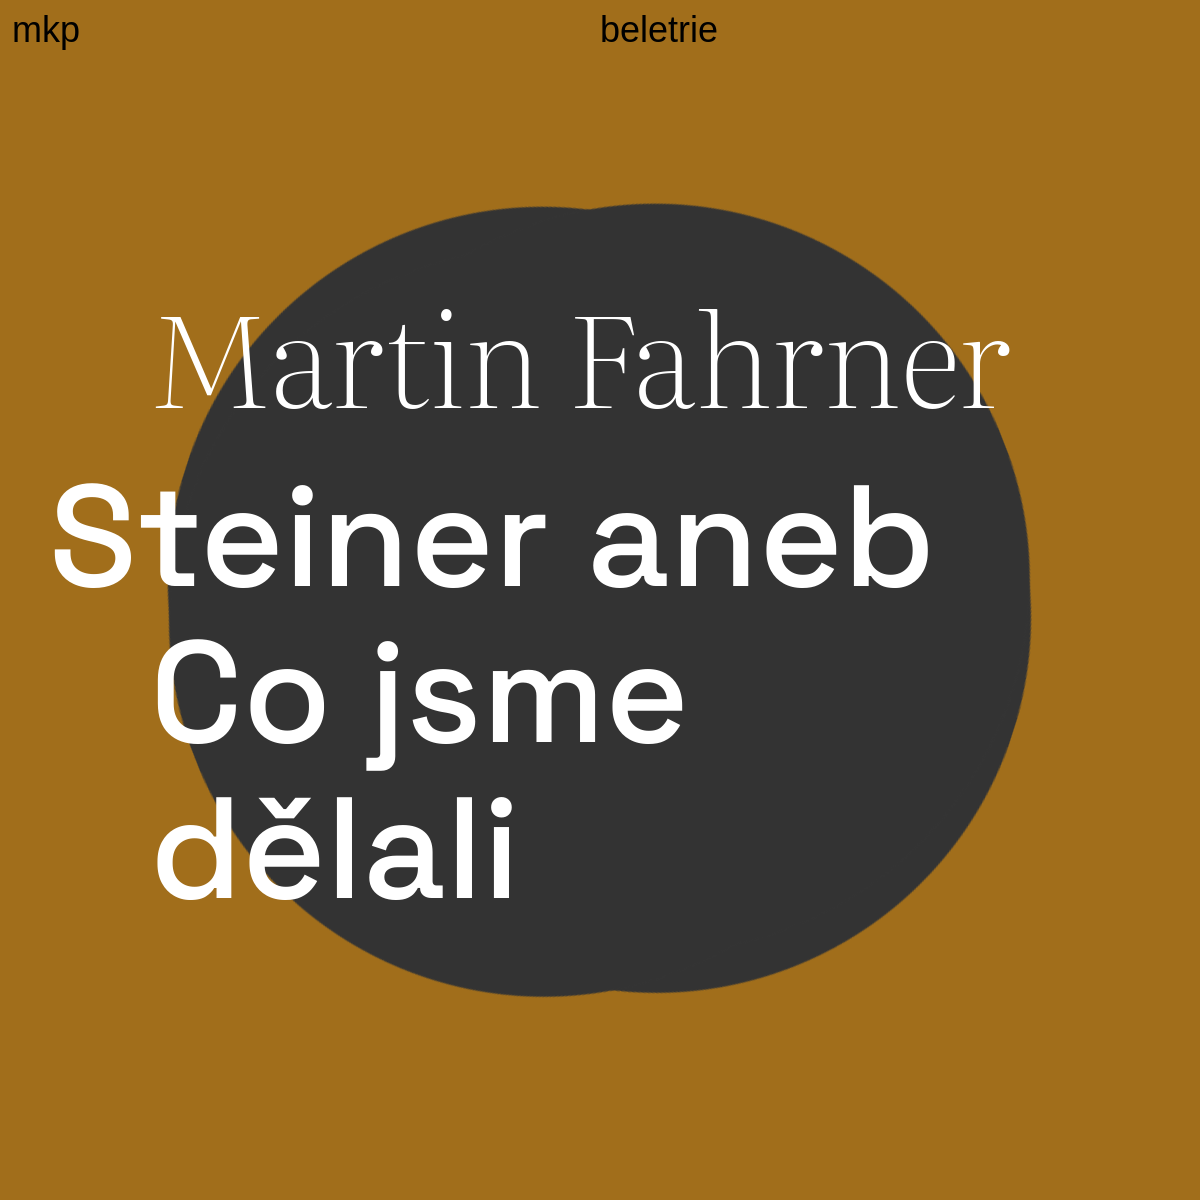 mkp
beletrie
Martin Fahrner
Steiner aneb
Co jsme
dělali